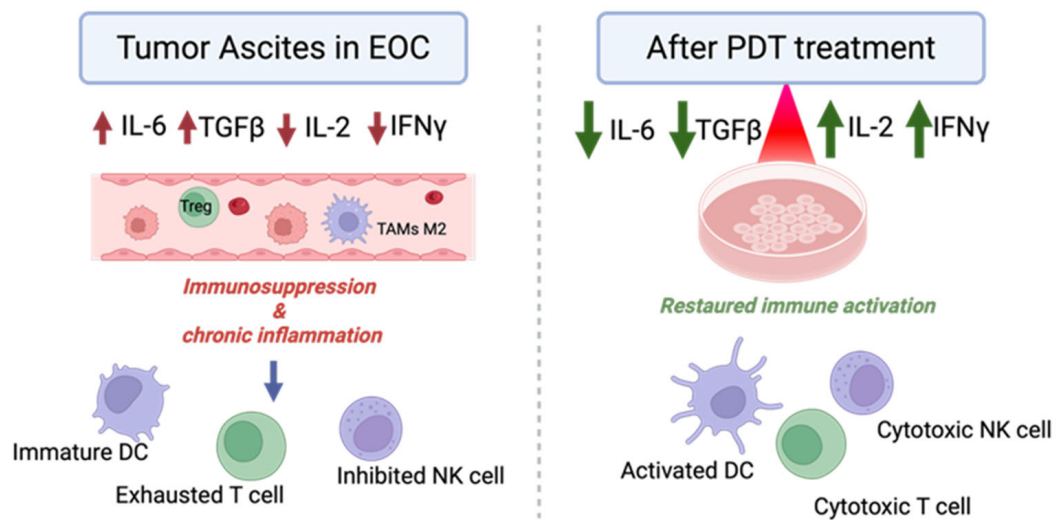 Tumor Ascites in EOC
IL-6 TGFβ IL-2 IFNγ
Treg
TAMs M2
Immunosuppression
&
chronic inflammation
Immature DC
Exhausted T cell
Inhibited NK cell
After PDT treatment
IL-6 TGFβ IL-2 IFNγ
Restaured immune activation
Activated DC
Cytotoxic NK cell
Cytotoxic T cell